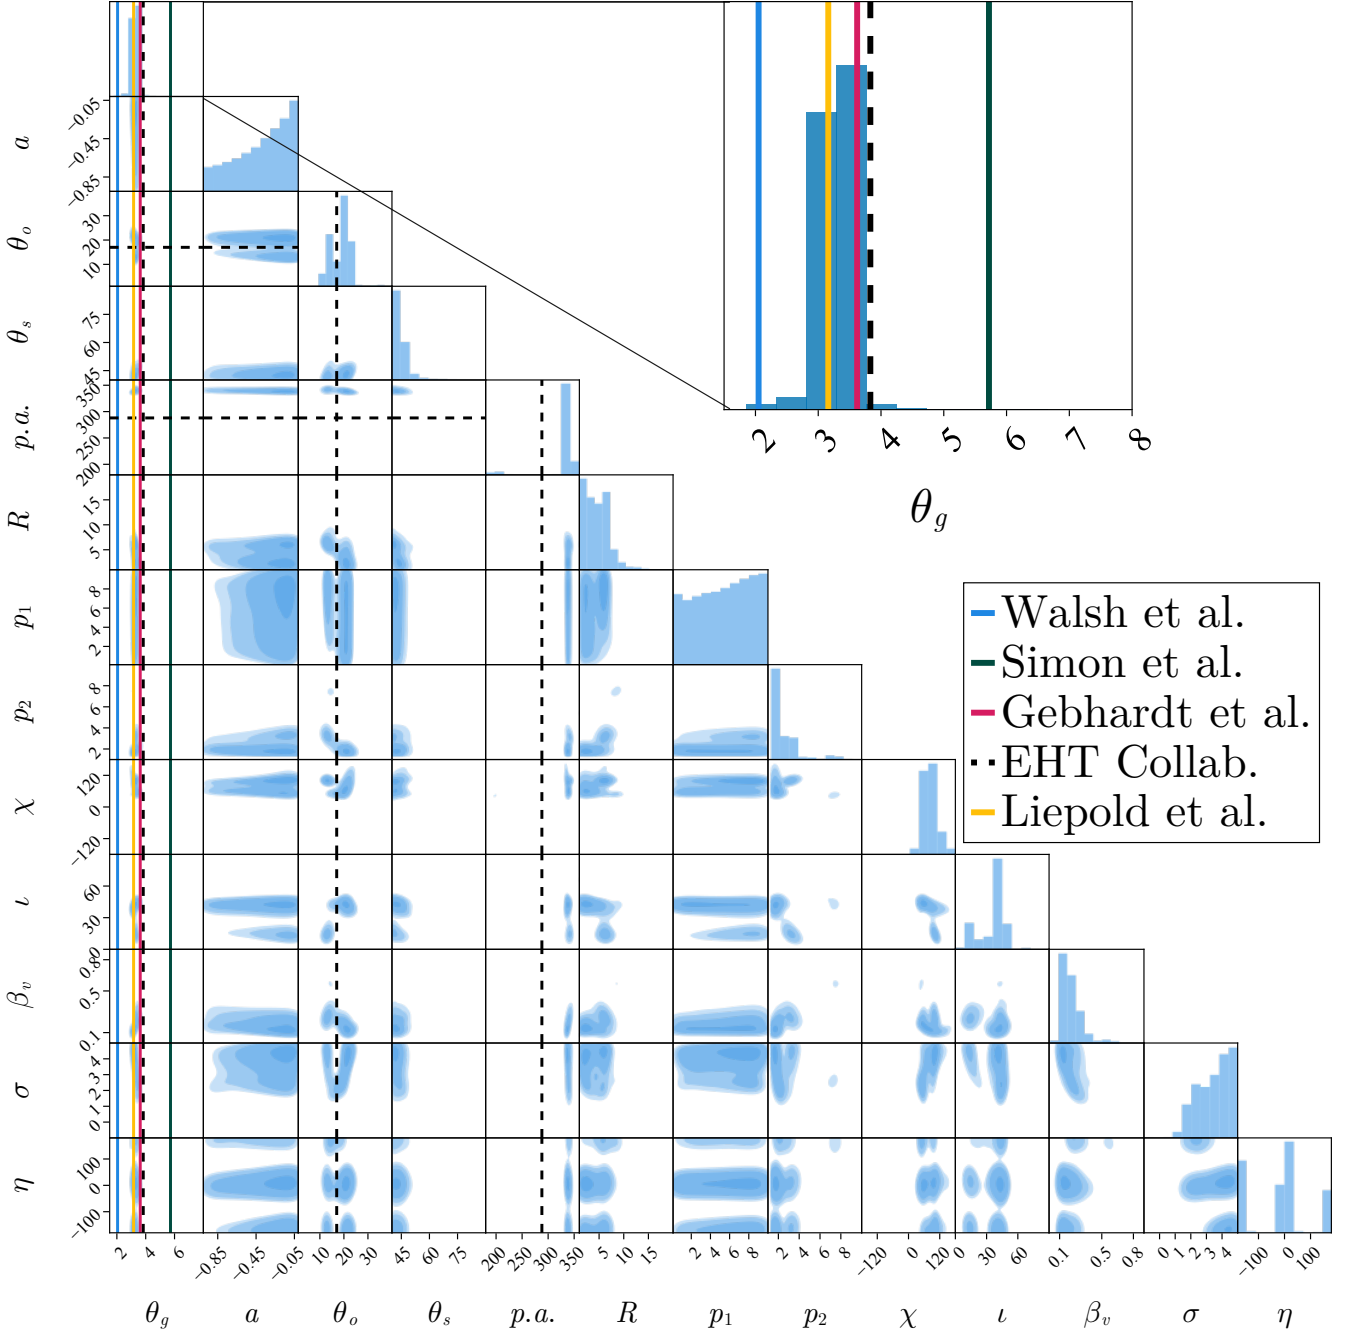 2 3 4 5 6 7 8
θg
Walsh et al.
Simon et al.
Gebhardt et al.
EHT Collab.
Liepold et al.
a −0.05 −0.45 −0.85
θo 30 20 10
θs 75 60 45
p.a. 350 300 250 200
R 15 10 5
p1 8 6 4 2
p2 8 6 4 2
χ 120 0 −120
ι 60 30 0
βv 0.8 0.5 0.1
σ 4 3 2 1 0
η 100 0 −100
2 4 6 −0.85 −0.45 −0.05 10 20 30 45 60 75 200 250 300 350 5 10 15 2 4 6 8 2 4 6 8 −120 0 120 0 30 60 0.1 0.5 0.8 0 1 2 3 4 −100 0 100
θg a θo θs p.a. R p1 p2 χ ι βv σ η